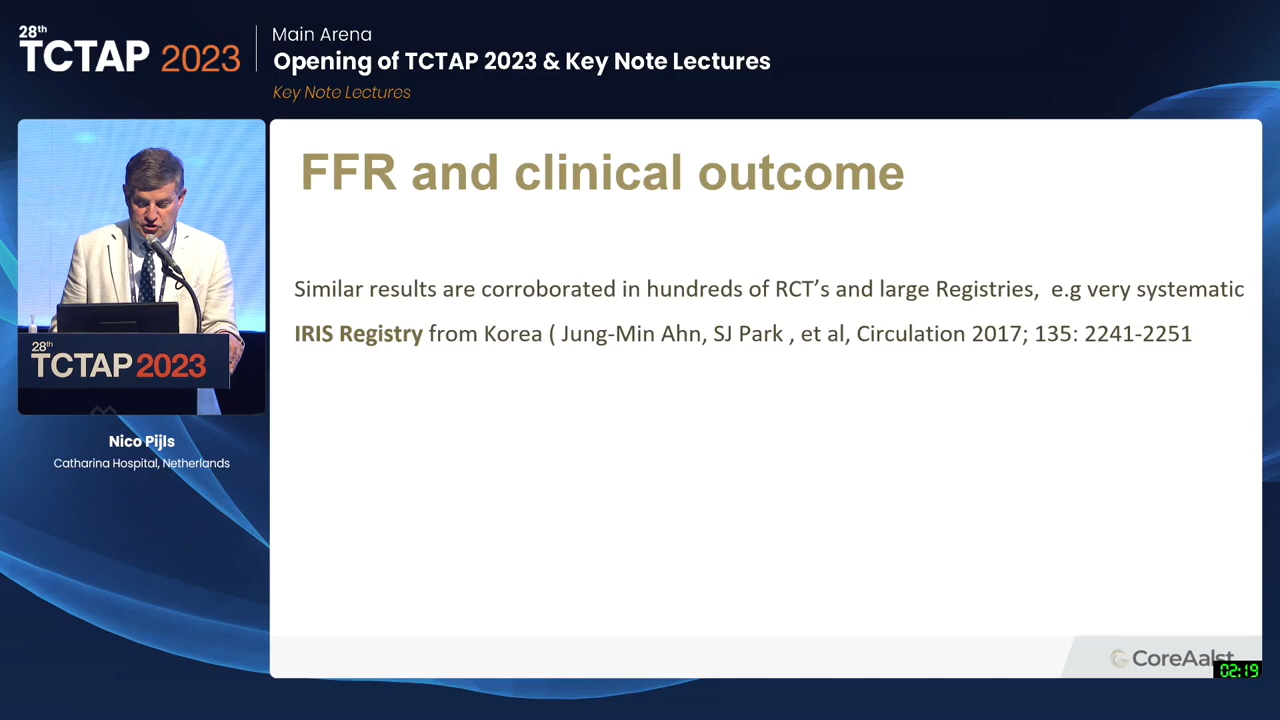 28th
TCTAP 2023
Main Arena
Opening of TCTAP 2023 & Key Note Lectures
Key Note Lectures
28th
TCTAP 2023
Nico Pijls
Catharina Hospital, Netherlands
FFR and clinical outcome
Similar results are corroborated in hundreds of RCT’s and large Registries,  e.g very systematic
IRIS Registry from Korea ( Jung-Min Ahn, SJ Park , et al, Circulation 2017; 135: 2241-2251
CoreAalst
02:19